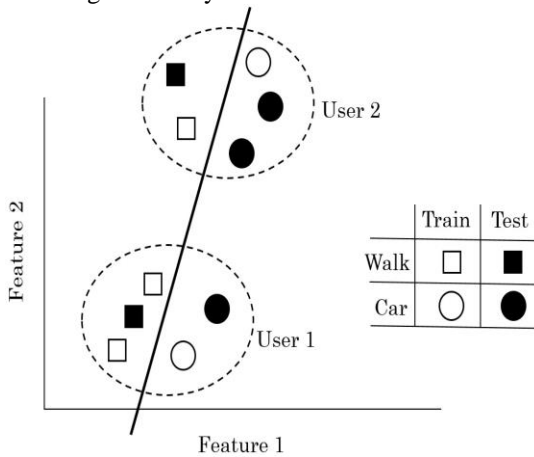 User 2
Feature 2
Train Test
Walk
Car
User 1
Feature 1